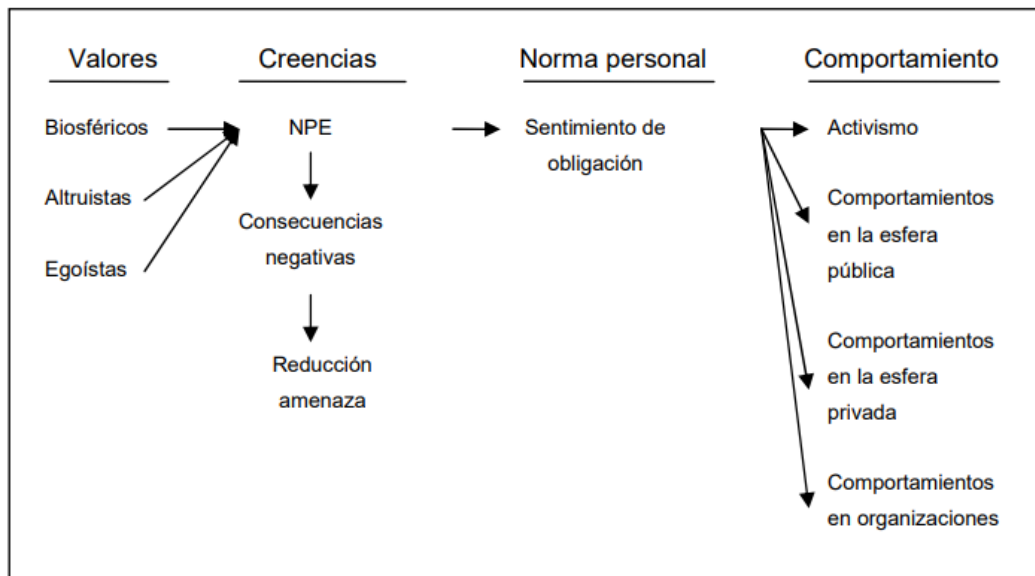 Valores
Creencias
Norma personal
Comportamiento
Biosféricos
NPE
Sentimiento de
obligación
Activismo
Altruistas
Consecuencias
negativas
Comportamientos
en la esfera
pública
Egoístas
Reducción
amenaza
Comportamientos
en la esfera
privada
Comportamientos
en organizaciones